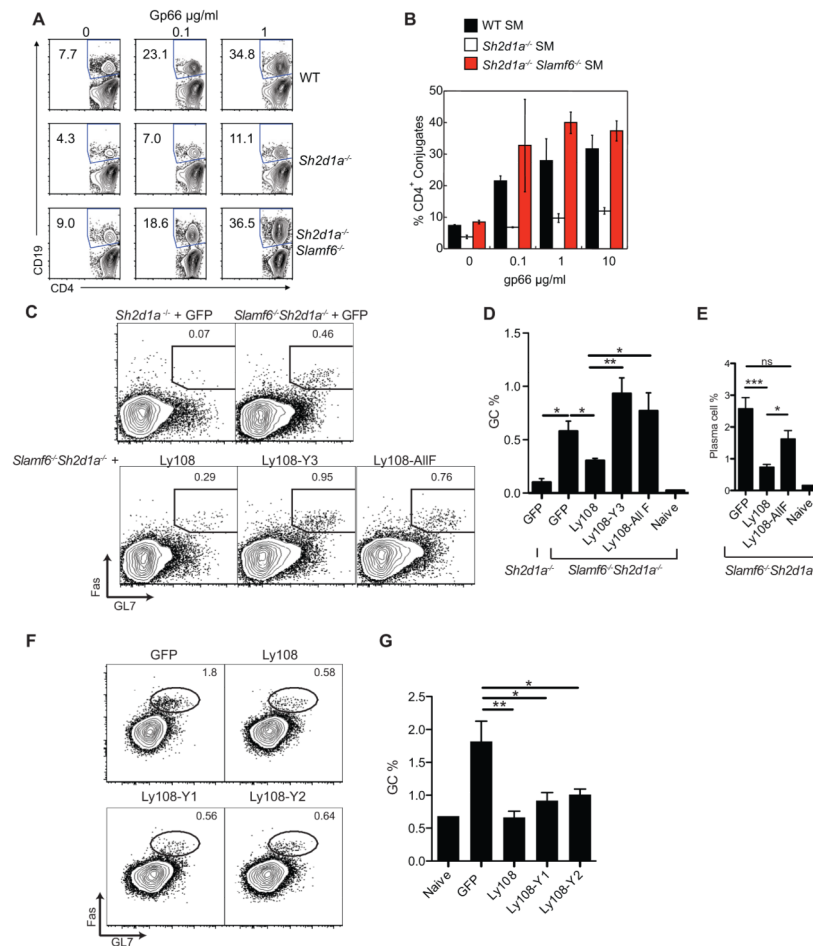 A
Gp66 µg/ml
0 0.1 1
7.7 23.1 34.8
WT
4.3 7.0 11.1
Sh2d1a-/-
9.0 18.6 36.5
Sh2d1a-/-
Slamf6-/-
CD19
CD4
B
WT SM
Sh2d1a-/- SM
Sh2d1a-/- Slamf6-/- SM
% CD4+ Conjugates
50
40
30
20
10
0
0 0.1 1 10
gp66 µg/ml
C
Sh2d1a-/- + GFP Slamf6-/-Sh2d1a-/- + GFP
0.07 0.46
Slamf6-/-Sh2d1a-/- + Ly108 Ly108-Y3 Ly108-AllF
0.29 0.95 0.76
Fas
GL7
D
GC %
1.5
1.0
0.5
0.0
* * * ** *
GFP GFP Ly108 Ly108-Y3 Ly108-All F Naive
Sh2d1a-/- Slamf6-/-Sh2d1a-/-
E
Plasma cell %
4
3
2
1
0
ns
*** *
GFP Ly108 Ly108-AllF Naive
Slamf6-/-Sh2d1a
F
GFP Ly108
1.8 0.58
Ly108-Y1 Ly108-Y2
0.56 0.64
Fas
GL7
G
GC %
2.5
2.0
1.5
1.0
0.5
0.0
*
*
**
Naive GFP Ly108 Ly108-Y1 Ly108-Y2